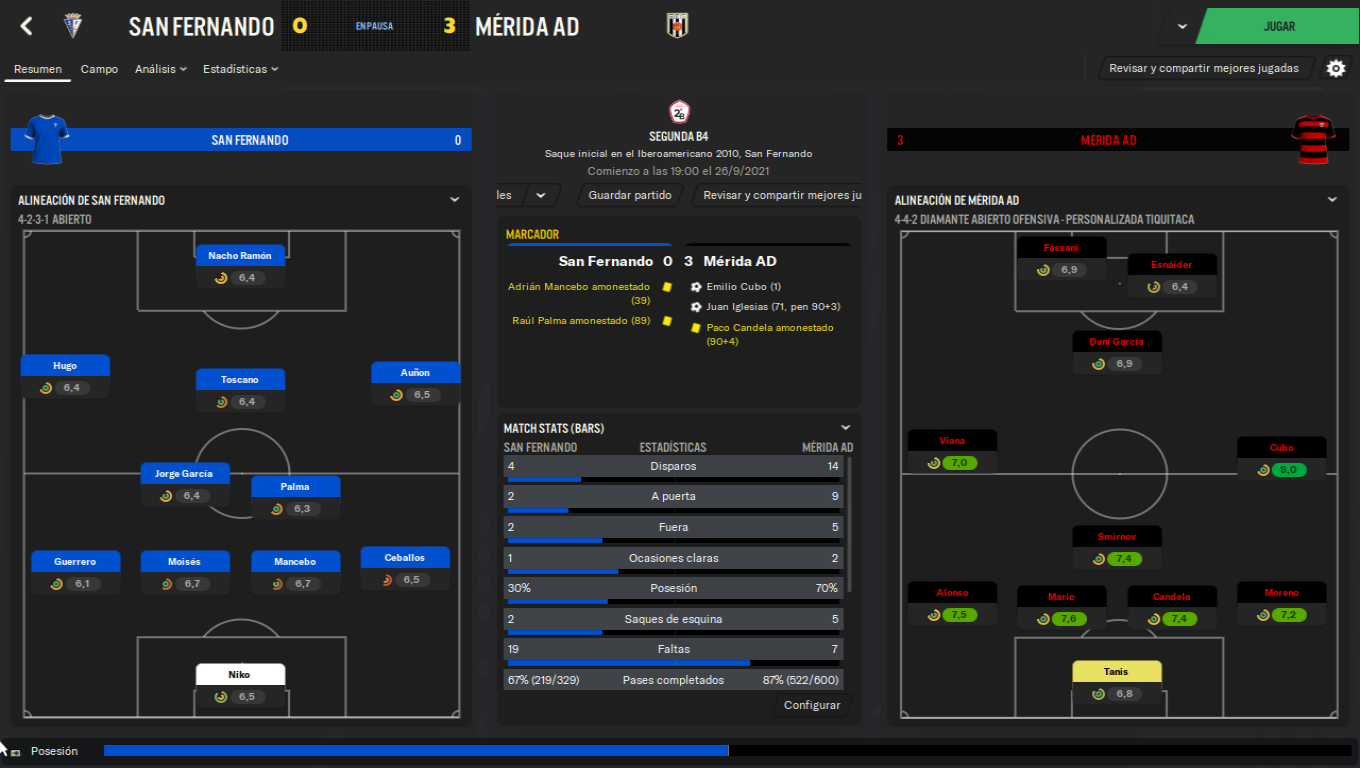 SAN FERNANDO 0 EN PAUSA 3 MÉRIDA AD
JUGAR
Resumen Campo Análisis Estadísticas
Revisar y compartir mejores jugadas
SAN FERNANDO 0
ALINEACIÓN DE SAN FERNANDO
4-2-3-1 ABIERTO
Nacho Ramón
6,4
Hugo
6,4
Toscano
6,4
Auñon
6,5
Jorge García
6,4
Palma
6,3
Guerrero
6,1
Moisés
6,7
Mancebo
6,7
Ceballos
6,5
Niko
6,5
2ªB
SEGUNDA B4
Saque inicial en el Iberoamericano 2010, San Fernando
Comienzo a las 19:00 el 26/9/2021
les
Guardar partido
Revisar y compartir mejores ju
MARCADOR
San Fernando 0 3 Mérida AD
Adrián Mancebo amonestado
(39)
Raúl Palma amonestado (89)
Emilio Cubo (1)
Juan Iglesias (71, pen 90+3)
Paco Candela amonestado
(90+4)
MATCH STATS (BARS)
SAN FERNANDO ESTADÍSTICAS MÉRIDA AD
4 Disparos 14
2 A puerta 9
2 Fuera 5
1 Ocasiones claras 2
30% Posesión 70%
2 Saques de esquina 5
19 Faltas 7
67% (219/329) Pases completados 87% (522/600)
Configurar
3 MÉRIDA AD
ALINEACIÓN DE MÉRIDA AD
4-4-2 DIAMANTE ABIERTO OFENSIVA - PERSONALIZADA TIQUITACA
Fassani
6,9
Esnáider
6,4
Dani García
6,9
Viana
7,0
Cubo
9,0
Smirnov
7,4
Alonso
7,5
Mario
7,6
Candela
7,4
Moreno
7,2
Tanis
6,8
Posesión